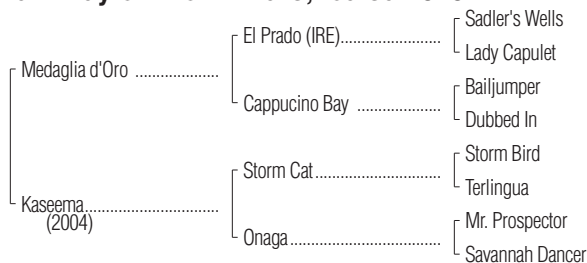 Sadler's Wells
El Prado (IRE)....................
Lady Capulet
Medaglia d'Oro .................
Bailjumper
Cappucino Bay .................
Dubbed In
Storm Bird
Storm Cat.........................
Terlingua
Kaseema...........................
(2004)
Mr. Prospector
Onaga..............................
Savannah Dancer